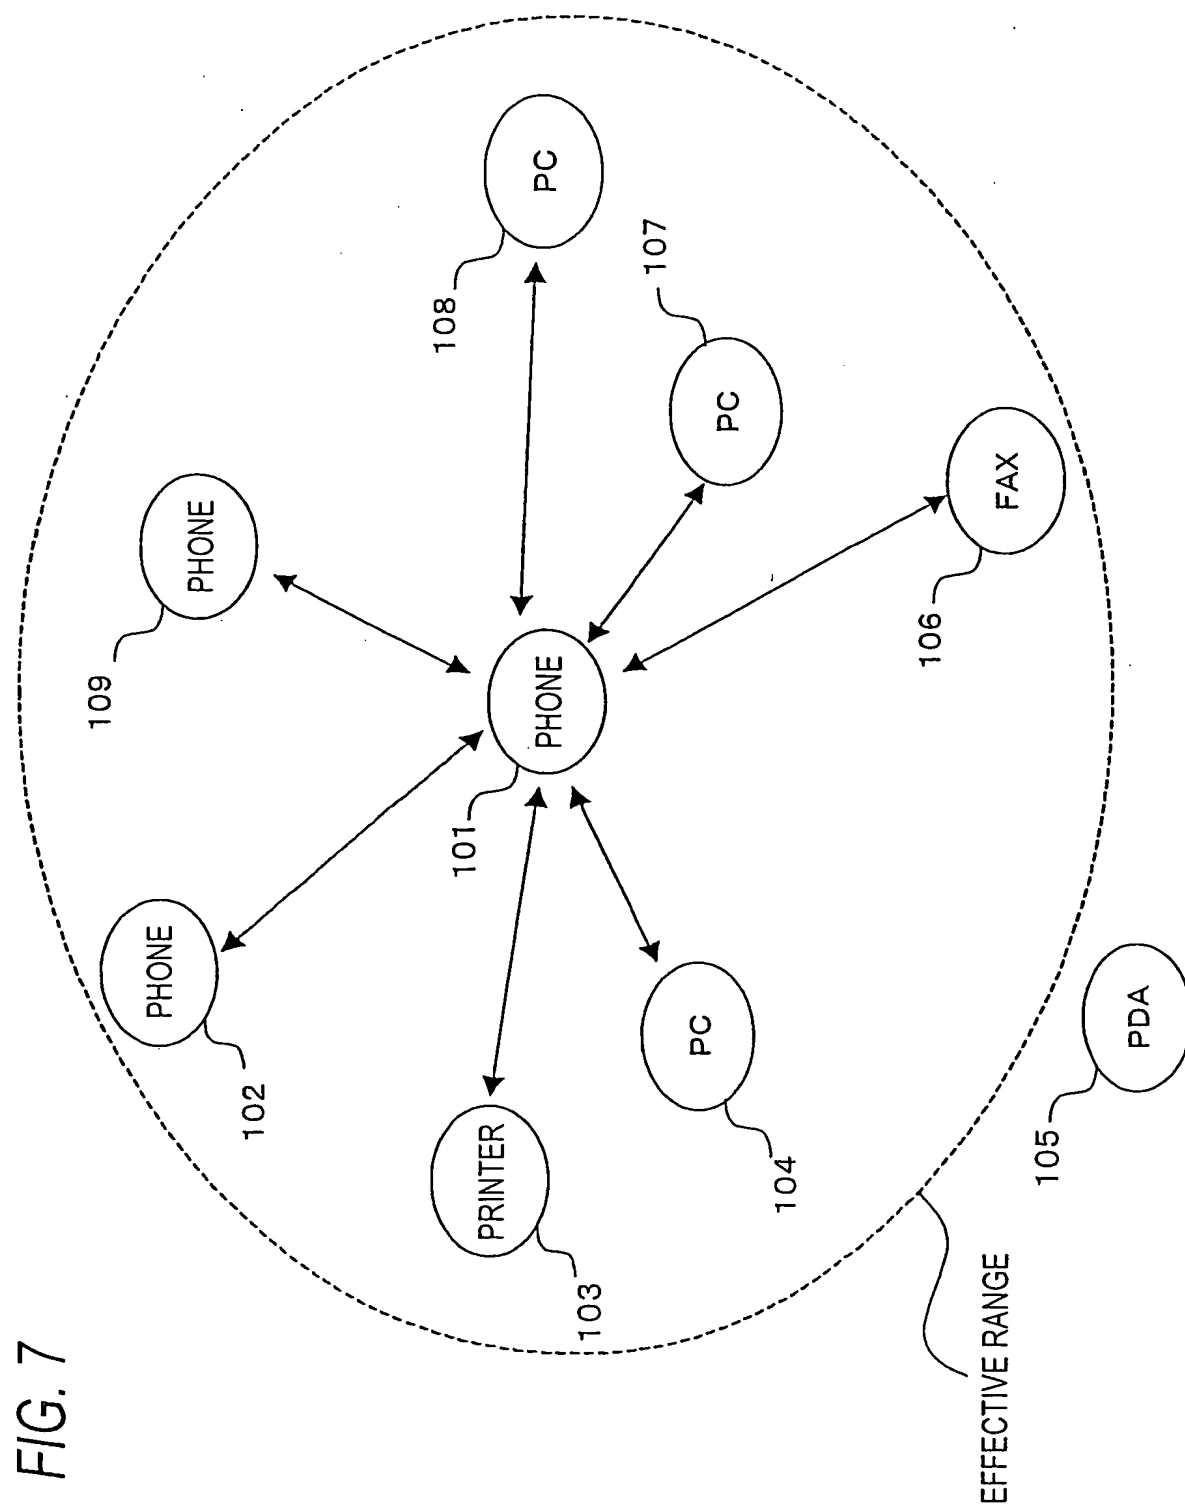 FIG. 7
PHONE
109
PC
108
PHONE
102
107
PC
PHONE
101
PRINTER
103
PC
104
FAX
106
PDA
105
EFFECTIVE RANGE